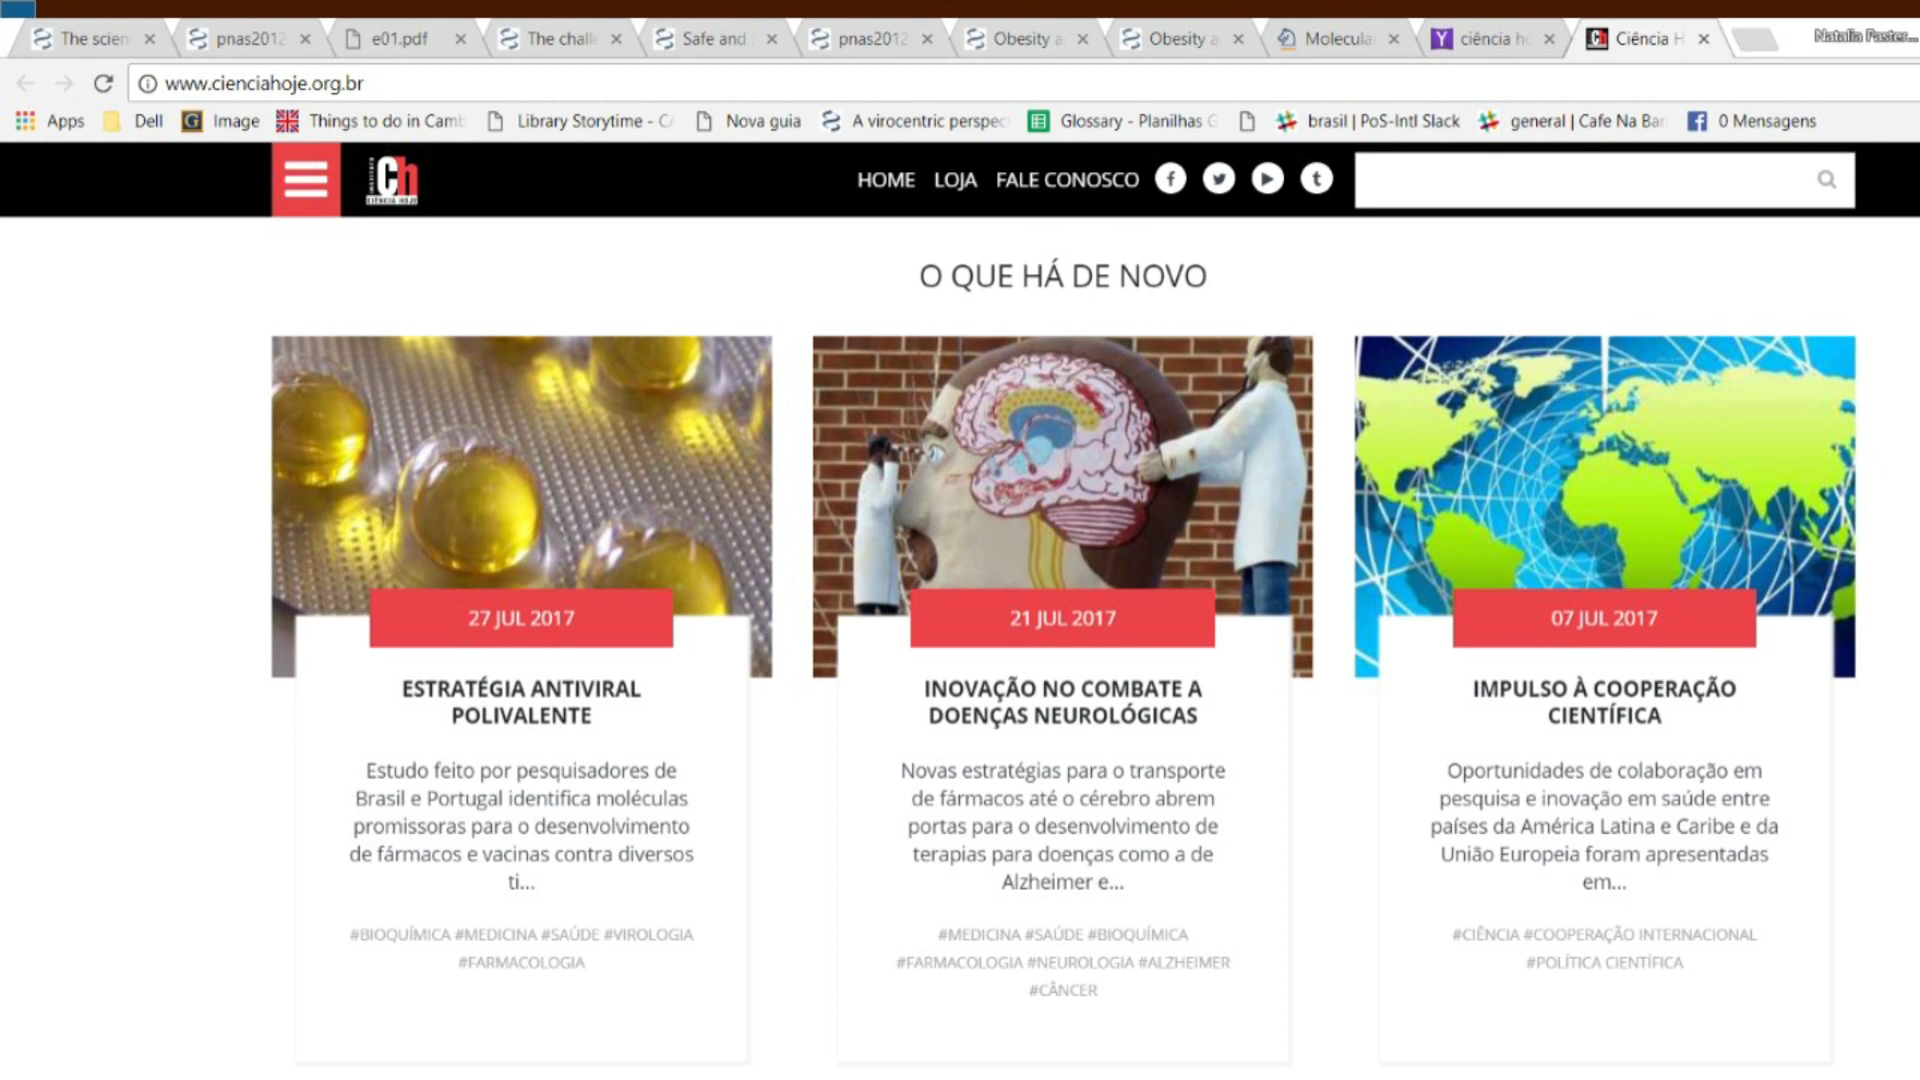 The scien
pnas2012
e01.pdf
The chall
Safe and
pnas2012
Obesity a
Obesity a
Molecula
ciência ho
Ciência H
www.cienciahoje.org.br
Apps
Dell
Image
Things to do in Camb
Library Storytime - C
Nova guia
A virocentric perspec
Glossary - Planilhas G
brasil | PoS-Intl Slack
general | Cafe Na Bar
0 Mensagens
Ch
CIÊNCIA HOJE
HOME
LOJA
FALE CONOSCO
O QUE HÁ DE NOVO
27 JUL 2017
ESTRATÉGIA ANTIVIRAL
POLIVALENTE
Estudo feito por pesquisadores de
Brasil e Portugal identifica moléculas
promissoras para o desenvolvimento
de fármacos e vacinas contra diversos
ti...
#BIOQUÍMICA #MEDICINA #SAÚDE #VIROLOGIA
#FARMACOLOGIA
21 JUL 2017
INOVAÇÃO NO COMBATE A
DOENÇAS NEUROLÓGICAS
Novas estratégias para o transporte
de fármacos até o cérebro abrem
portas para o desenvolvimento de
terapias para doenças como a de
Alzheimer e...
#MEDICINA #SAÚDE #BIOQUÍMICA
#FARMACOLOGIA #NEUROLOGIA #ALZHEIMER
#CÂNCER
07 JUL 2017
IMPULSO À COOPERAÇÃO
CIENTÍFICA
Oportunidades de colaboração em
pesquisa e inovação em saúde entre
países da América Latina e Caribe e da
União Europeia foram apresentadas
em...
#CIÊNCIA #COOPERAÇÃO INTERNACIONAL
#POLÍTICA CIENTÍFICA